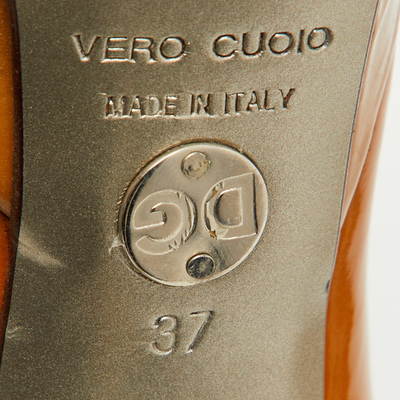 VERO CUOIO
MADE IN ITALY
DG
37